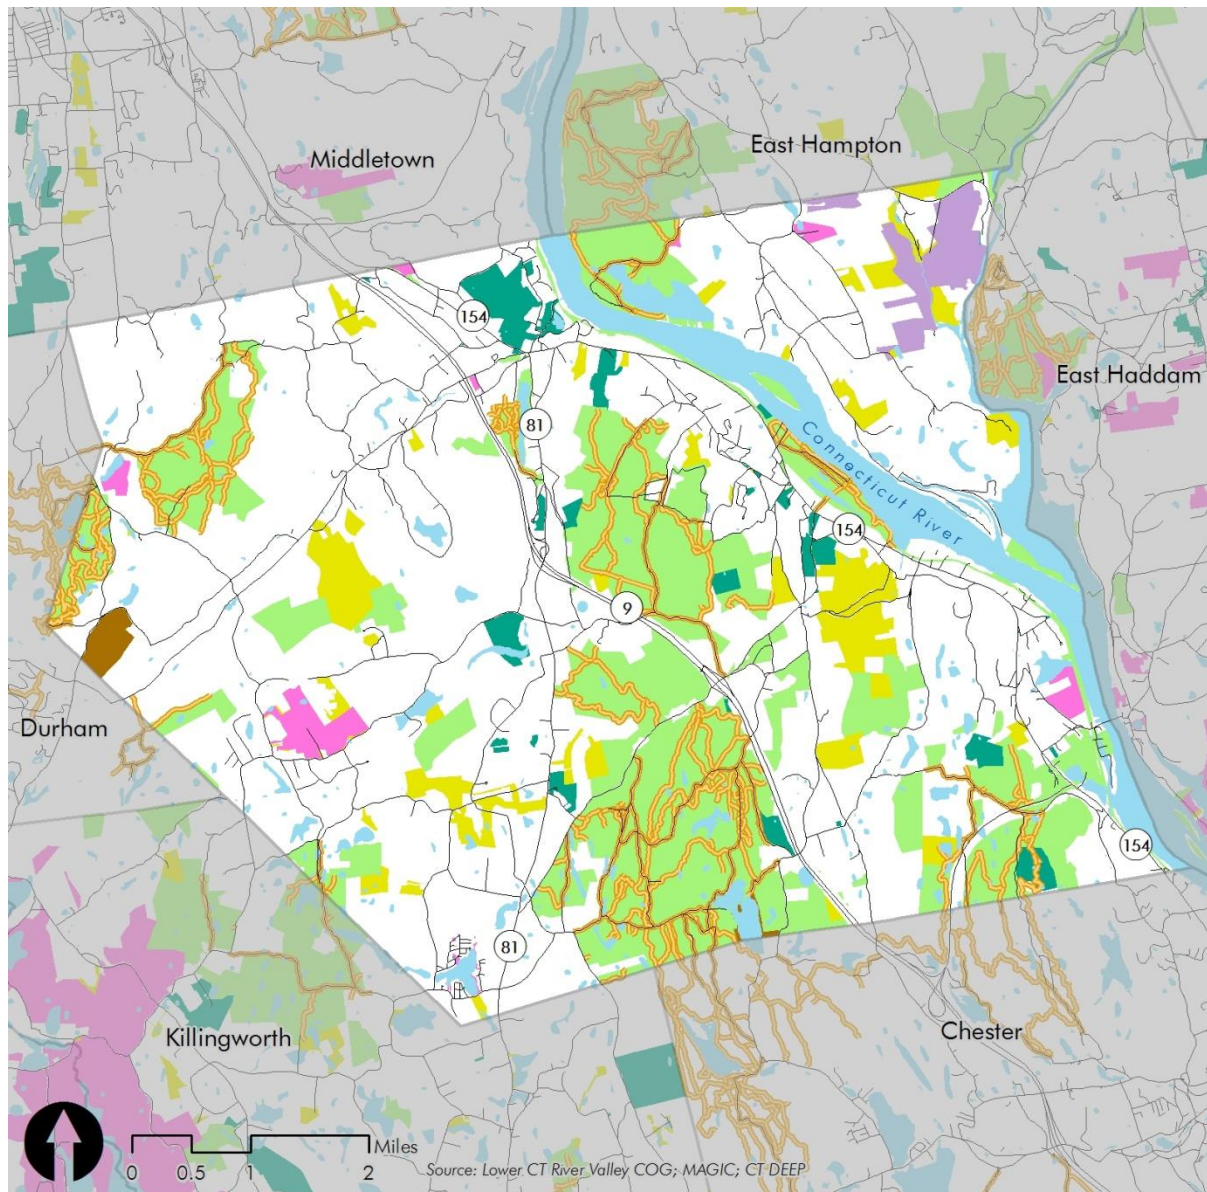 East Hampton
Middletown
154
East Haddam
81
Connecticut River
154
9
Durham
154
81
Killingworth
Chester
Miles
0 0.5 1 2
Source: Lower CT River Valley COG; MAGIC; CT DEEP